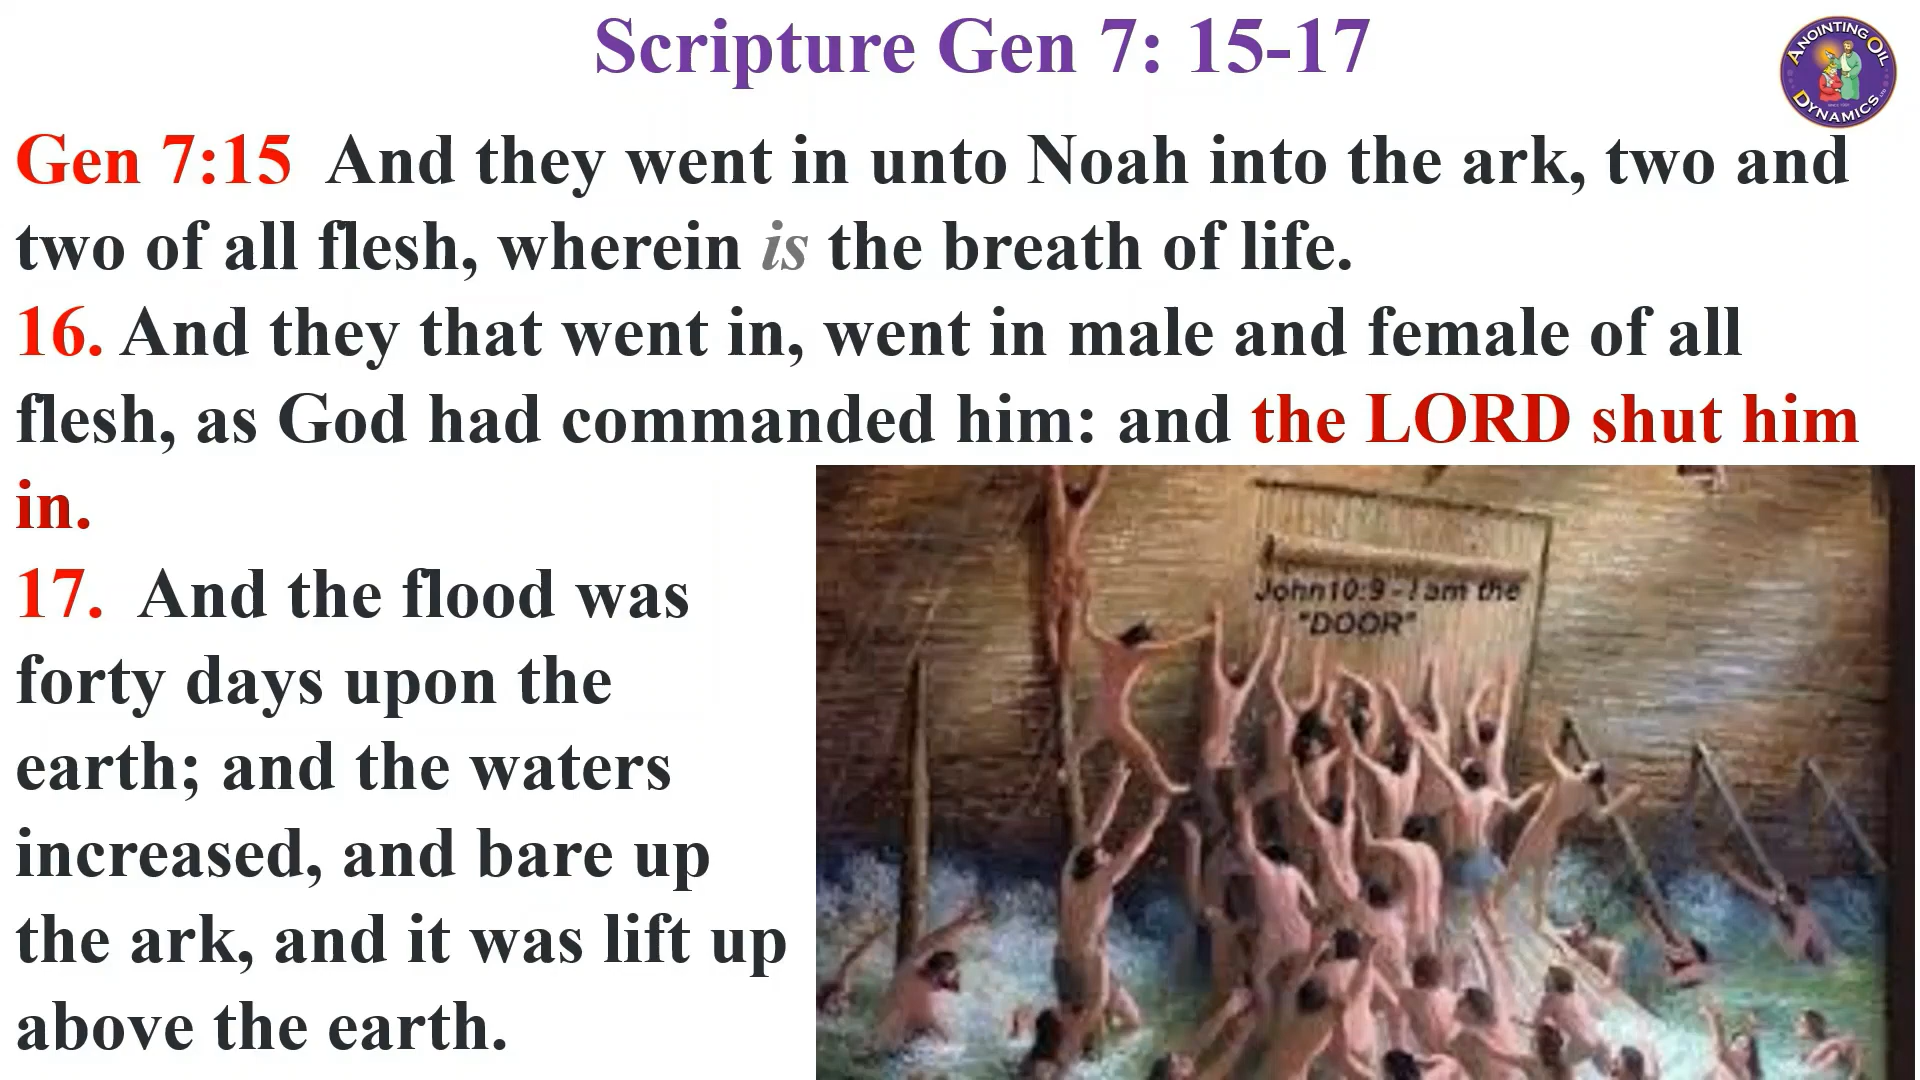 Scripture Gen 7: 15-17
ANOINTING OIL
DYNAMICS
Gen 7:15 And they went in unto Noah into the ark, two and
two of all flesh, wherein is the breath of life.
16. And they that went in, went in male and female of all
flesh, as God had commanded him: and the LORD shut him
in.
17. And the flood was
forty days upon the
earth; and the waters
increased, and bare up
the ark, and it was lift up
above the earth.
John10:9 - I am the
"DOOR"